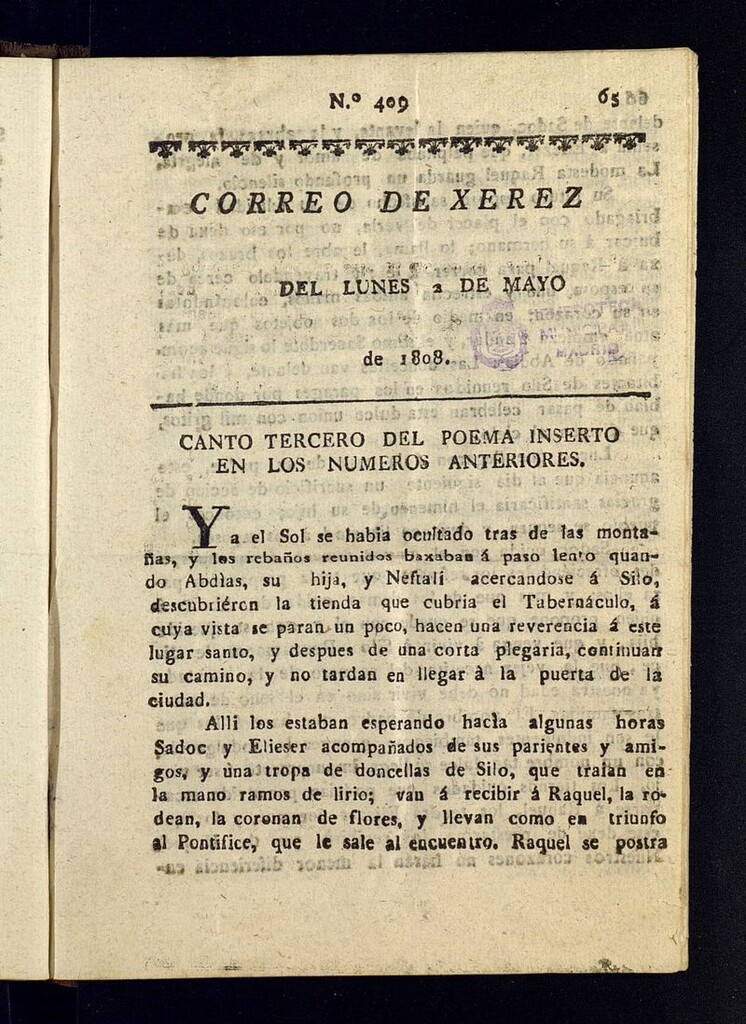 N.º 409
65
CORREO DE XEREZ
DEL LUNES 2 DE MAYO
de 1808.
CANTO TERCERO DEL POEMA INSERTO
EN LOS NUMEROS ANTERIORES.
Ya el Sol se habia ocultado tras de las monta-
ñas, y los rebaños reunidos baxaban á paso lento quan-
do Abdìas, su hija, y Neftalí acercandose á Silo,
descubriéron la tienda que cubria el Tabernáculo, á
cuya vista se paran un poco, hacen una reverencia á este
lugar santo, y despues de una corta plegaria, continuan
su camino, y no tardan en llegar à la puerta de la
ciudad.
Alli los estaban esperando hacia algunas horas
Sadoc y Elieser acompañados de sus parientes y ami-
gos, y una tropa de doncellas de Silo, que traían en
la mano ramos de lirio; van á recibir á Raquel, la ro-
dean, la coronan de flores, y llevan como en triunfo
al Pontifice, que le sale al encuentro. Raquel se postra